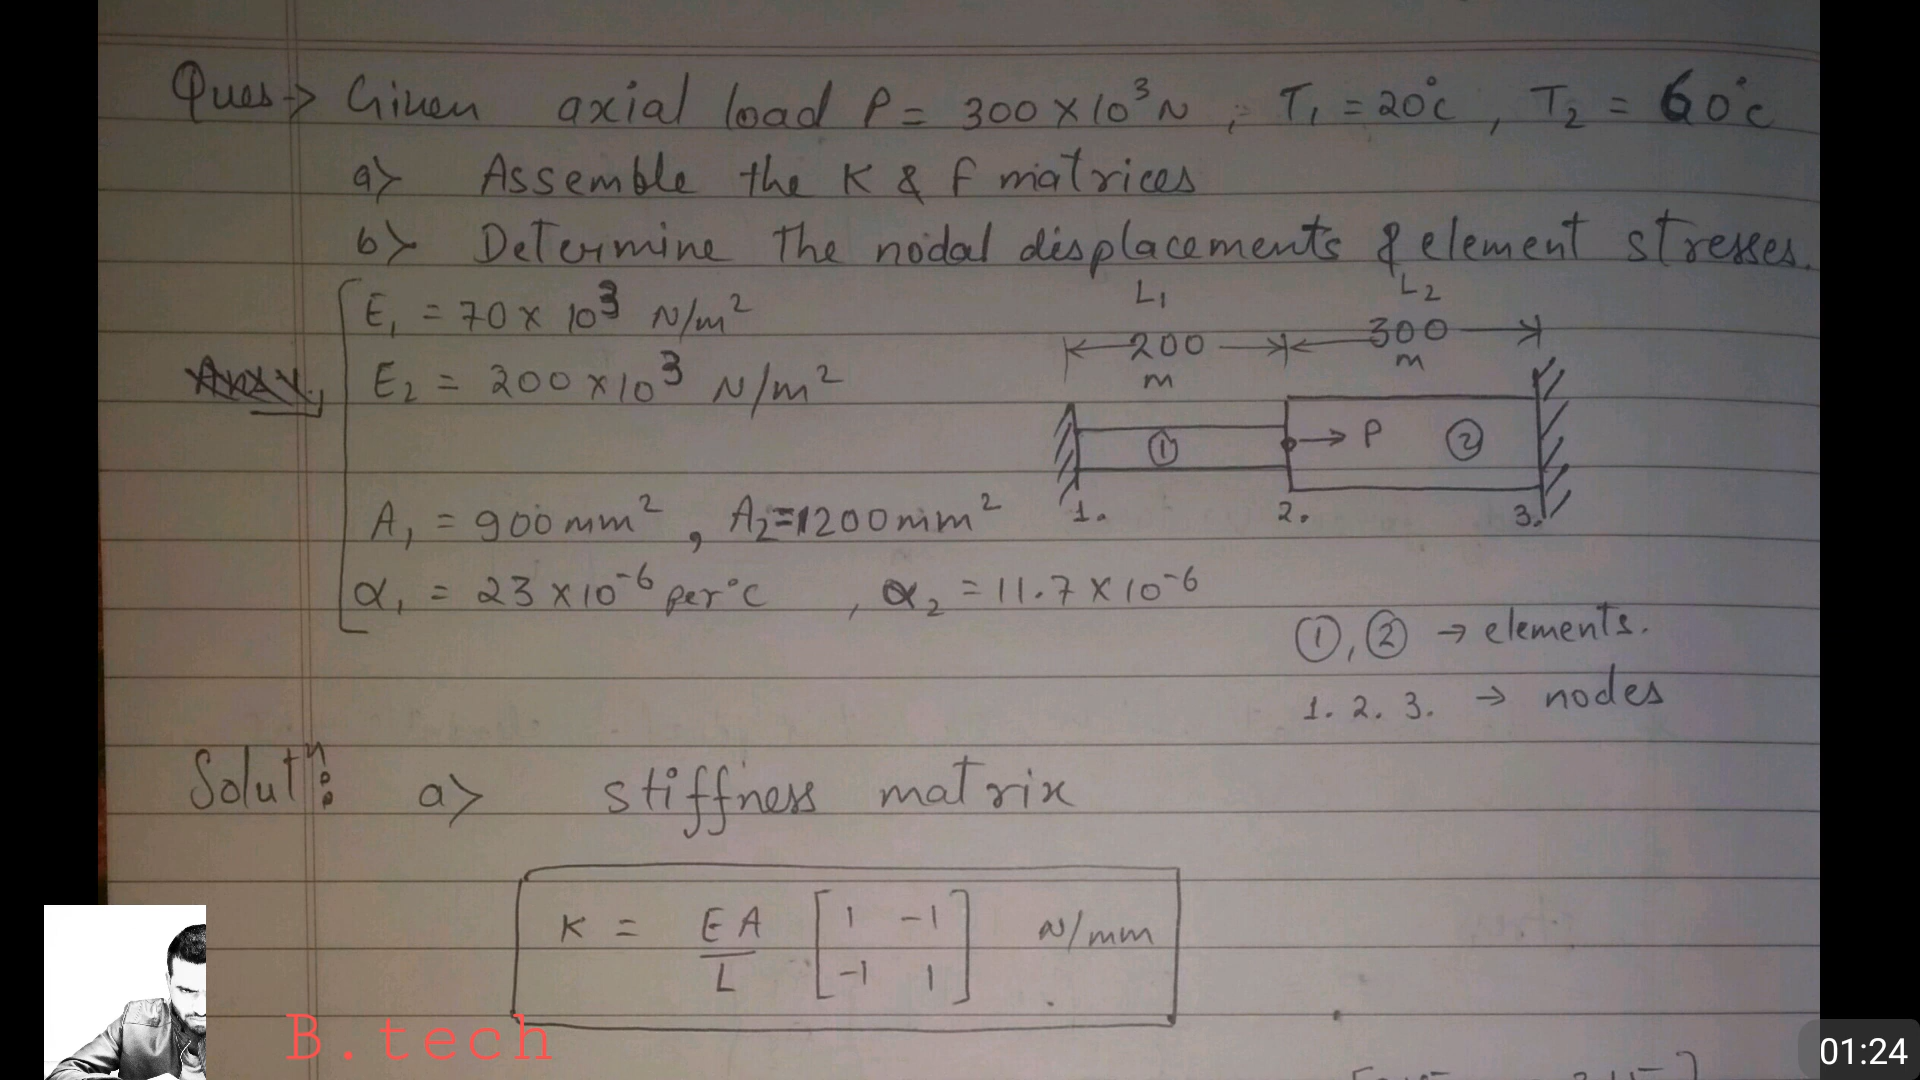 Ques → Given axial load P = 300 × 10³ N , T₁ = 20°C , T₂ = 60°C
a> Assemble the K & F matrices
b> Determine the nodal displacements & element stresses.
E₁ = 70 × 10³ N/m²
E₂ = 200 × 10³ N/m²
A₁ = 900 mm² , A₂ = 1200 mm²
α₁ = 23 × 10⁻⁶ per °C , α₂ = 11.7 × 10⁻⁶
L₁ L₂
200 300
m m
① → P ②
1. 2. 3.
①, ② → elements.
1. 2. 3. → nodes
Solutⁿ: a> stiffness matrix
K = EA/L [1 -1
-1 1] N/mm
B.tech
01:24